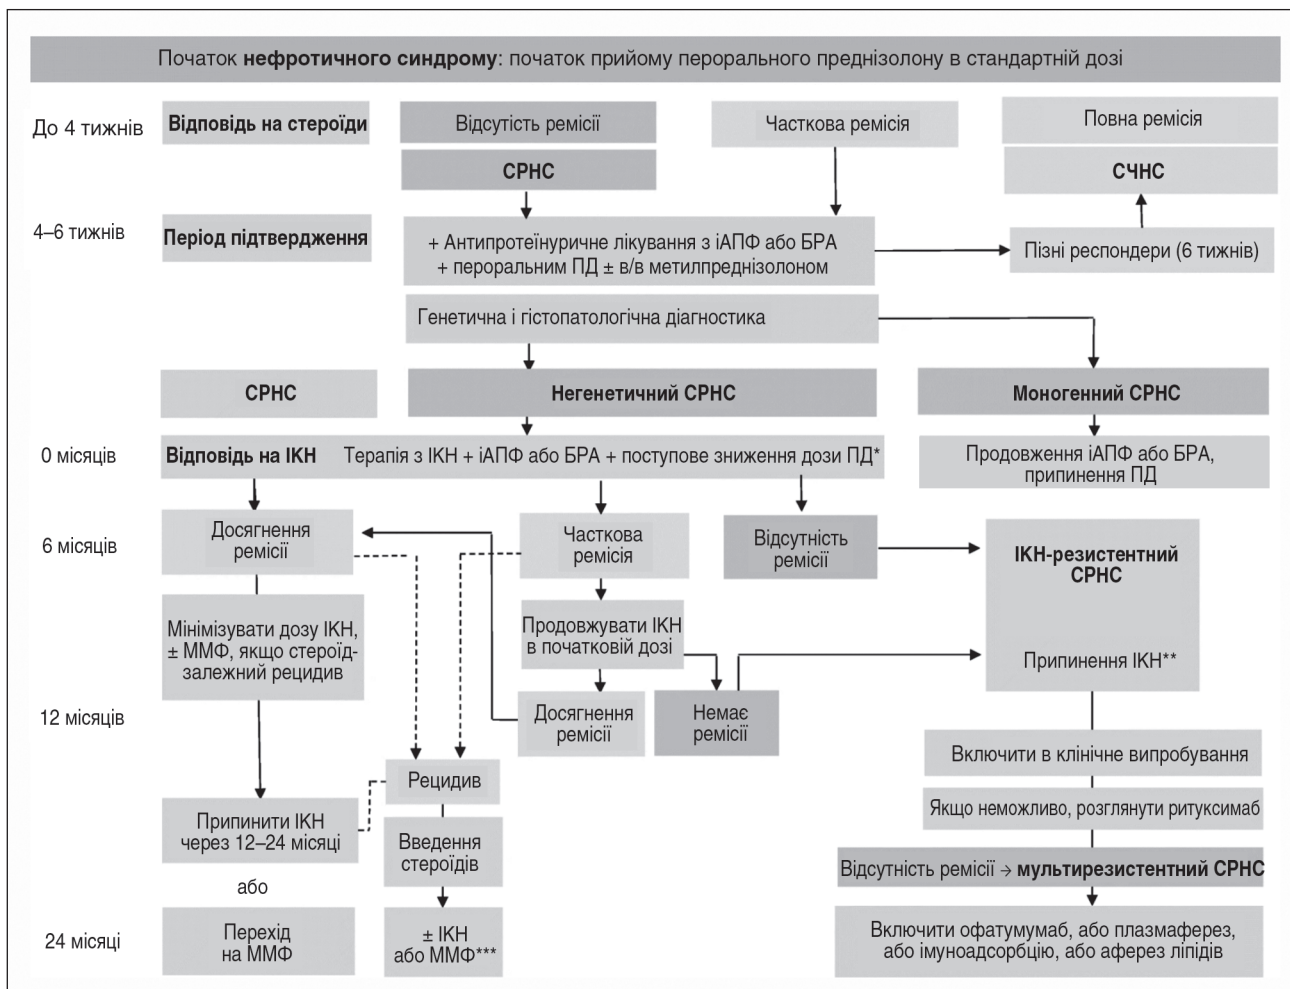 Початок нефротичного синдрому: початок прийому перорального преднізолону в стандартній дозі
До 4 тижнів
Відповідь на стероїди
Відсутість ремісії
Часткова ремісія
Повна ремісія
СРНС
СЧНС
4–6 тижнів
Період підтвердження
+ Антипротеїнуричне лікування з іАПФ або БРА
+ пероральним ПД ± в/в метилпреднізолоном
Пізні респондери (6 тижнів)
Генетична і гістопатологічна діагностика
СРНС
Негенетичний СРНС
Моногенний СРНС
0 місяців
Відповідь на ІКН
Терапія з ІКН + іАПФ або БРА + поступове зниження дози ПД*
Продовження іАПФ або БРА,
припинення ПД
6 місяців
Досягнення
ремісії
Часткова
ремісія
Відсутність
ремісії
ІКН-резистентний
СРНС
Припинення ІКН**
Мінімізувати дозу ІКН,
± ММФ, якщо стероїд-
залежний рецидив
Продовжувати ІКН
в початковій дозі
12 місяців
Досягнення
ремісії
Немає
ремісії
Включити в клінічне випробування
Рецидив
Якщо неможливо, розглянути ритуксимаб
Припинити ІКН
через 12–24 місяці
Введення
стероїдів
Відсутність ремісії → мультирезистентний СРНС
або
24 місяці
Перехід
на ММФ
± ІКН
або ММФ***
Включити офатумумаб, або плазмаферез,
або імуноадсорбцію, або аферез ліпідів